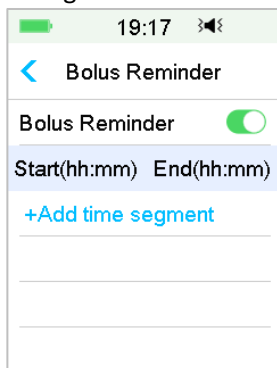 19:17
Bolus Reminder
Bolus Reminder
Start(hh:mm) End(hh:mm)
+Add time segment